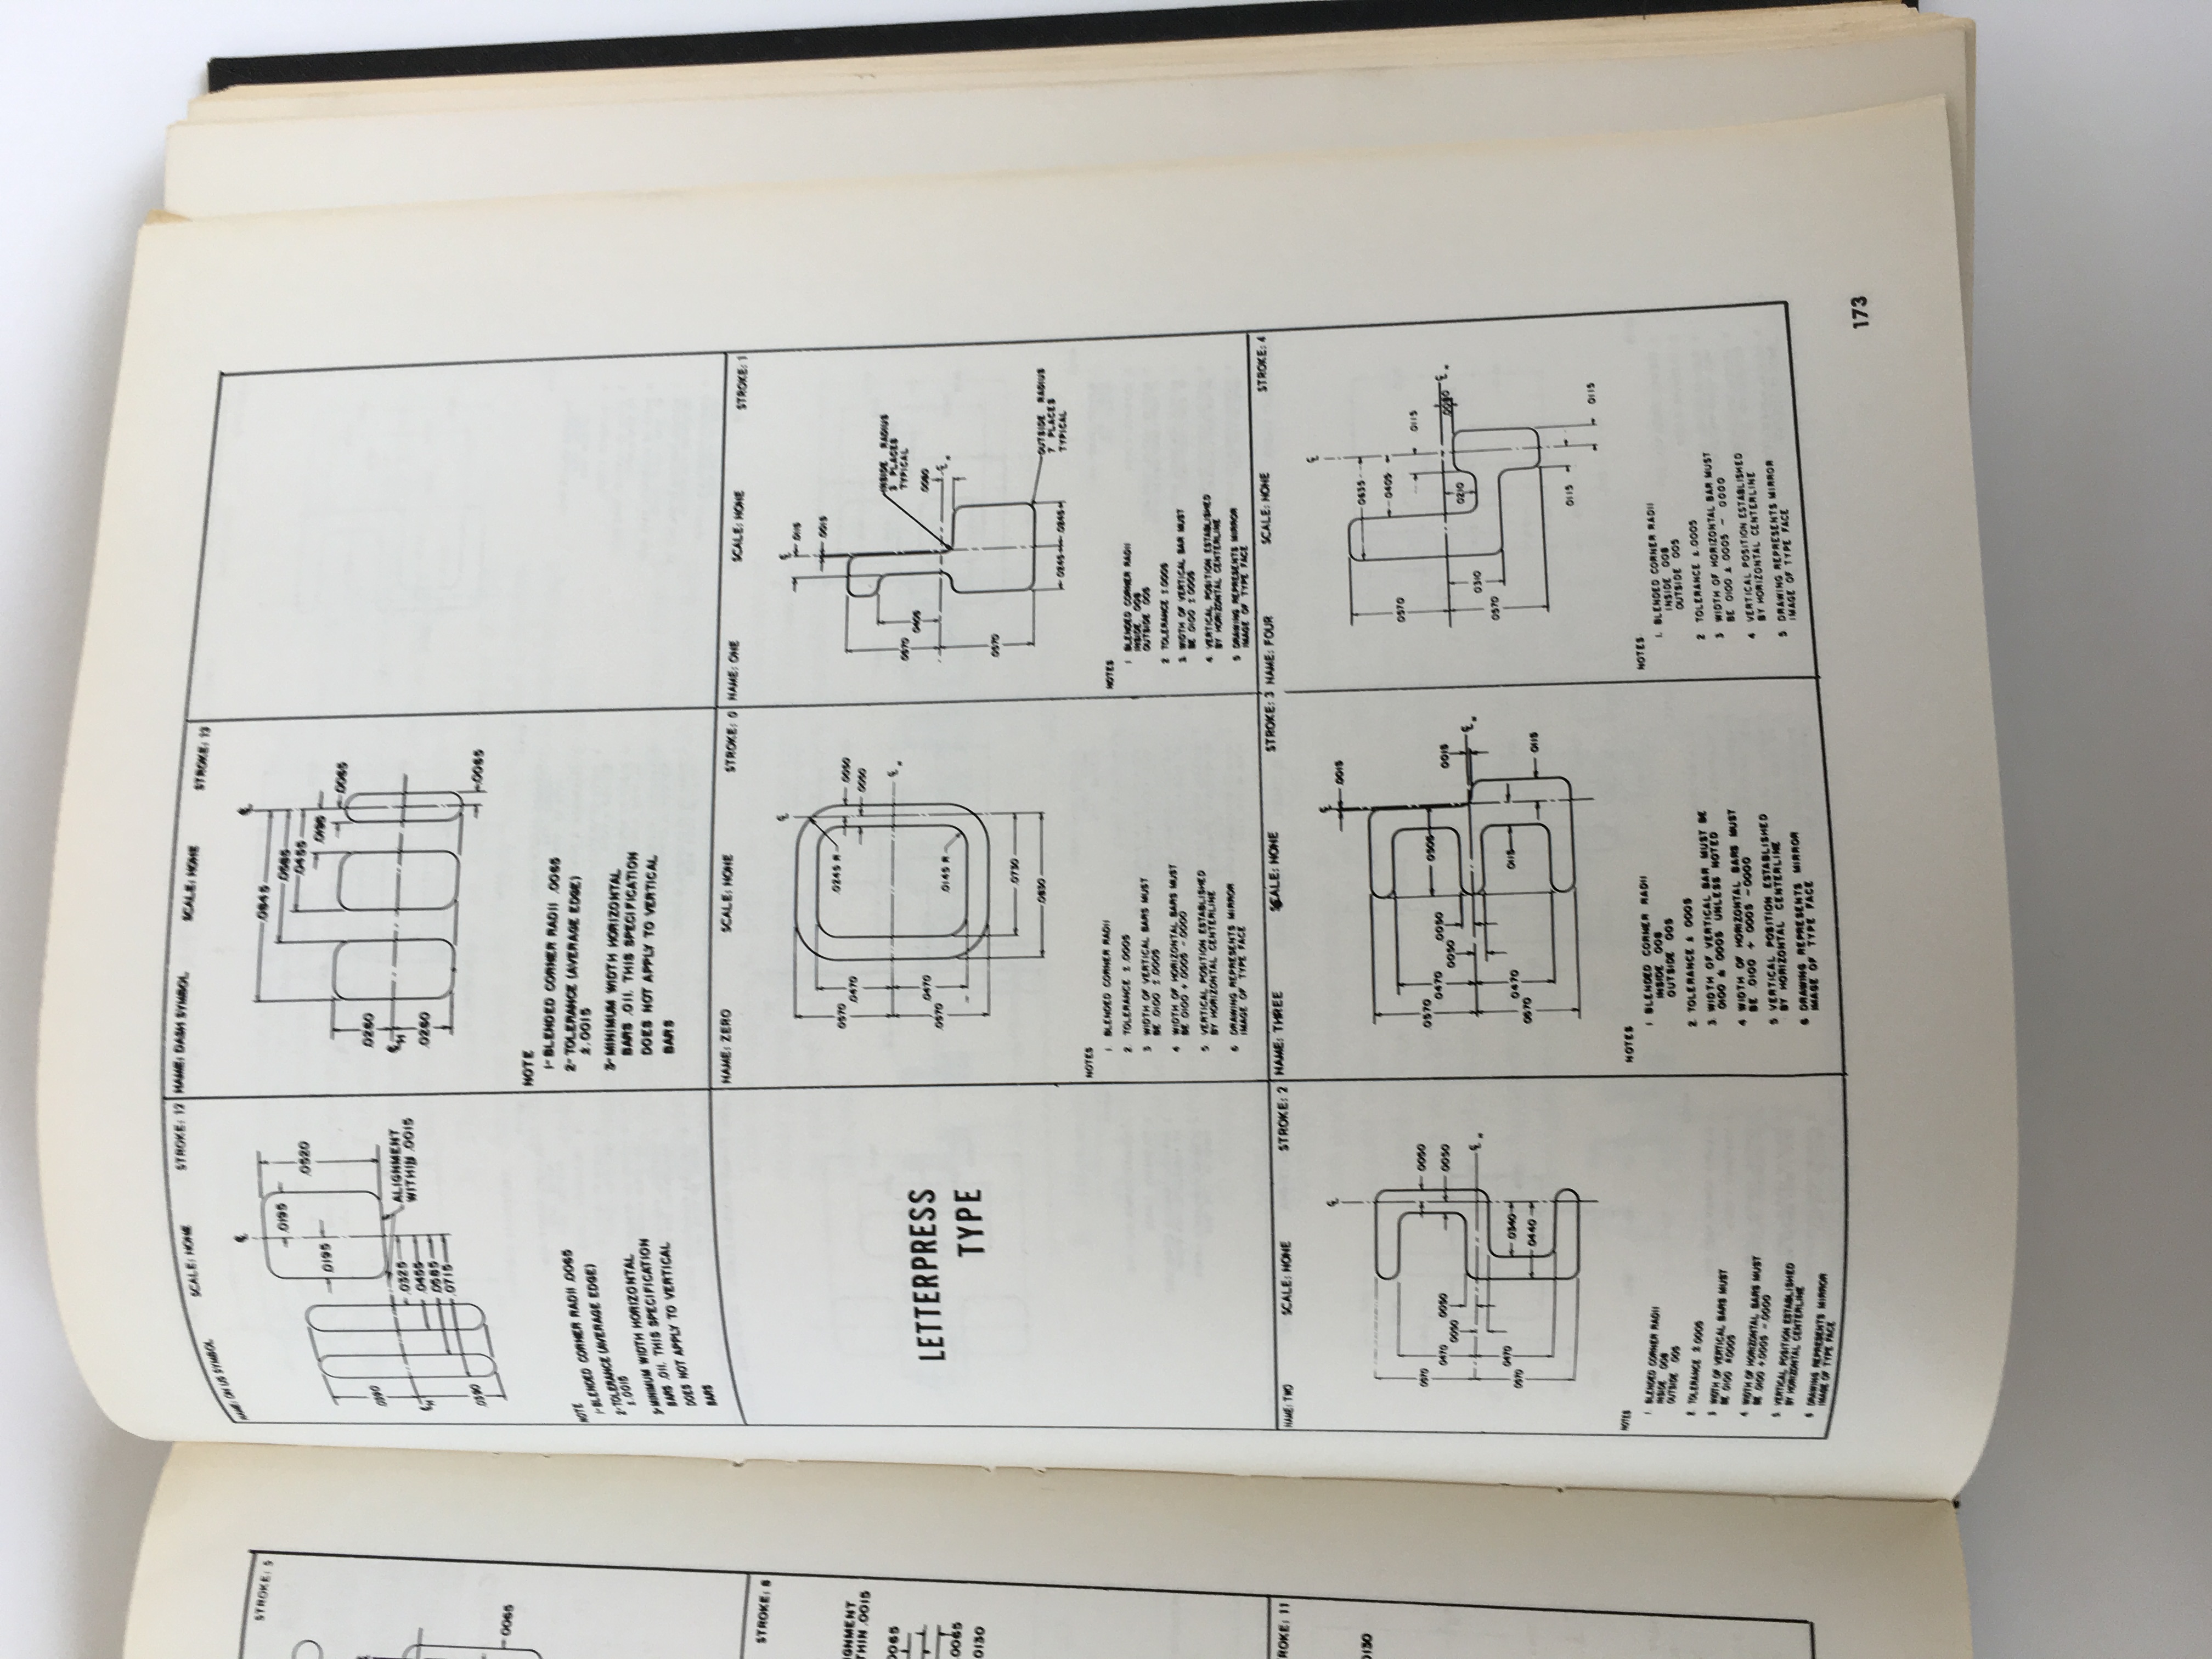 STROKE: 5
.0065
STROKE: 8
.0015
.0065
.0065
.0130
11
.0130
NAME: ON US SYMBOL SCALE: NONE STROKE: 12
.0195
.0520
.0195
.0390
ALIGNMENT
WITHIN .0015
.0325
.0455
.0585
.0715
.0390
NOTE
1- BLENDED CORNER RADII .0065
2- TOLERANCE (AVERAGE EDGE)
±.0015
3- MINIMUM WIDTH HORIZONTAL
BARS .011. THIS SPECIFICATION
DOES NOT APPLY TO VERTICAL
BARS
NAME: DASH SYMBOL SCALE: NONE STROKE: 13
.0845
.0585
.0455
.0195
.0065
.0260
.0260
.0065
NOTE
1- BLENDED CORNER RADII .0065
2- TOLERANCE (AVERAGE EDGE)
±.0015
3- MINIMUM WIDTH HORIZONTAL
BARS .011. THIS SPECIFICATION
DOES NOT APPLY TO VERTICAL
BARS
LETTERPRESS
TYPE
NAME: ZERO SCALE: NONE STROKE: 0
.0245 R
.0570
.0470
.0050
.0050
.0470
.0570
.0145 R
.0730
.0830
NOTES
1. BLENDED CORNER RADII
2. TOLERANCE ±.0005
3 WIDTH OF VERTICAL BARS MUST
BE .0100 ±.0005
4 WIDTH OF HORIZONTAL BARS MUST
BE .0100 +.0005 -.0000
5 VERTICAL POSITION ESTABLISHED
BY HORIZONTAL CENTERLINE
6 DRAWING REPRESENTS MIRROR
IMAGE OF TYPE FACE
NAME: ONE SCALE: NONE STROKE: 1
.0115
.0015
INSIDE RADIUS
3 PLACES
TYPICAL
.0570
.0405
.0570
OUTSIDE RADIUS
7 PLACES
TYPICAL
.0245 .0245
NOTES
1 BLENDED CORNER RADII
INSIDE .008
OUTSIDE .005
2 TOLERANCE ±.0005
3. WIDTH OF VERTICAL BAR MUST
BE .0100 ±.0005
4. VERTICAL POSITION ESTABLISHED
BY HORIZONTAL CENTERLINE
5 DRAWING REPRESENTS MIRROR
IMAGE OF TYPE FACE
NAME: TWO SCALE: NONE STROKE: 2
.0050
.0570
.0470 .0050
.0050
.0050
.0470
.0570
.0340
.0440
NOTES
1. BLENDED CORNER RADII
INSIDE .008
OUTSIDE .005
2. TOLERANCE ±.0005
3 WIDTH OF VERTICAL BARS MUST
BE .0100 ±.0005
4 WIDTH OF HORIZONTAL BARS MUST
BE .0100 +.0005 -.0000
5 VERTICAL POSITION ESTABLISHED
BY HORIZONTAL CENTERLINE
6 DRAWING REPRESENTS MIRROR
IMAGE OF TYPE FACE
NAME: THREE SCALE: NONE STROKE: 3
.0015
.0570
.0470 .0050
.0050
.0505
.0015
.0470
.0570
.0115
.0115
NOTES
1 BLENDED CORNER RADII
INSIDE .008
OUTSIDE 005
2. TOLERANCE ± .0005
3. WIDTH OF VERTICAL BAR MUST BE
.0100 ± .0005 UNLESS NOTED
4 WIDTH OF HORIZONTAL BARS MUST
BE .0100 + .0005 -.0000
5 VERTICAL POSITION ESTABLISHED
BY HORIZONTAL CENTERLINE
6 DRAWING REPRESENTS MIRROR
IMAGE OF TYPE FACE
NAME: FOUR SCALE: NONE STROKE: 4
.0635
.0405
.0570
.0115
.0210
.0310
.0570
.0115
.0115
NOTES
1. BLENDED CORNER RADII
INSIDE .008
OUTSIDE .005
2 TOLERANCE ±.0005
3 WIDTH OF HORIZONTAL BAR MUST
BE .0100 ± .0005 - .0000
4 VERTICAL POSITION ESTABLISHED
BY HORIZONTAL CENTERLINE
5 DRAWING REPRESENTS MIRROR
IMAGE OF TYPE FACE
173